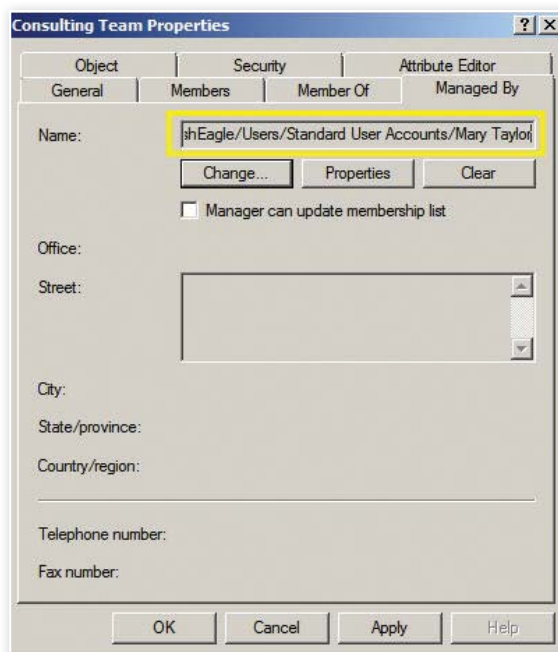 Consulting Team Properties
Object Security Attribute Editor
General Members Member Of Managed By
Name: shEagle/Users/Standard User Accounts/Mary Taylor
Change... Properties Clear
Manager can update membership list
Office:
Street:
City:
State/province:
Country/region:
Telephone number:
Fax number:
OK Cancel Apply Help